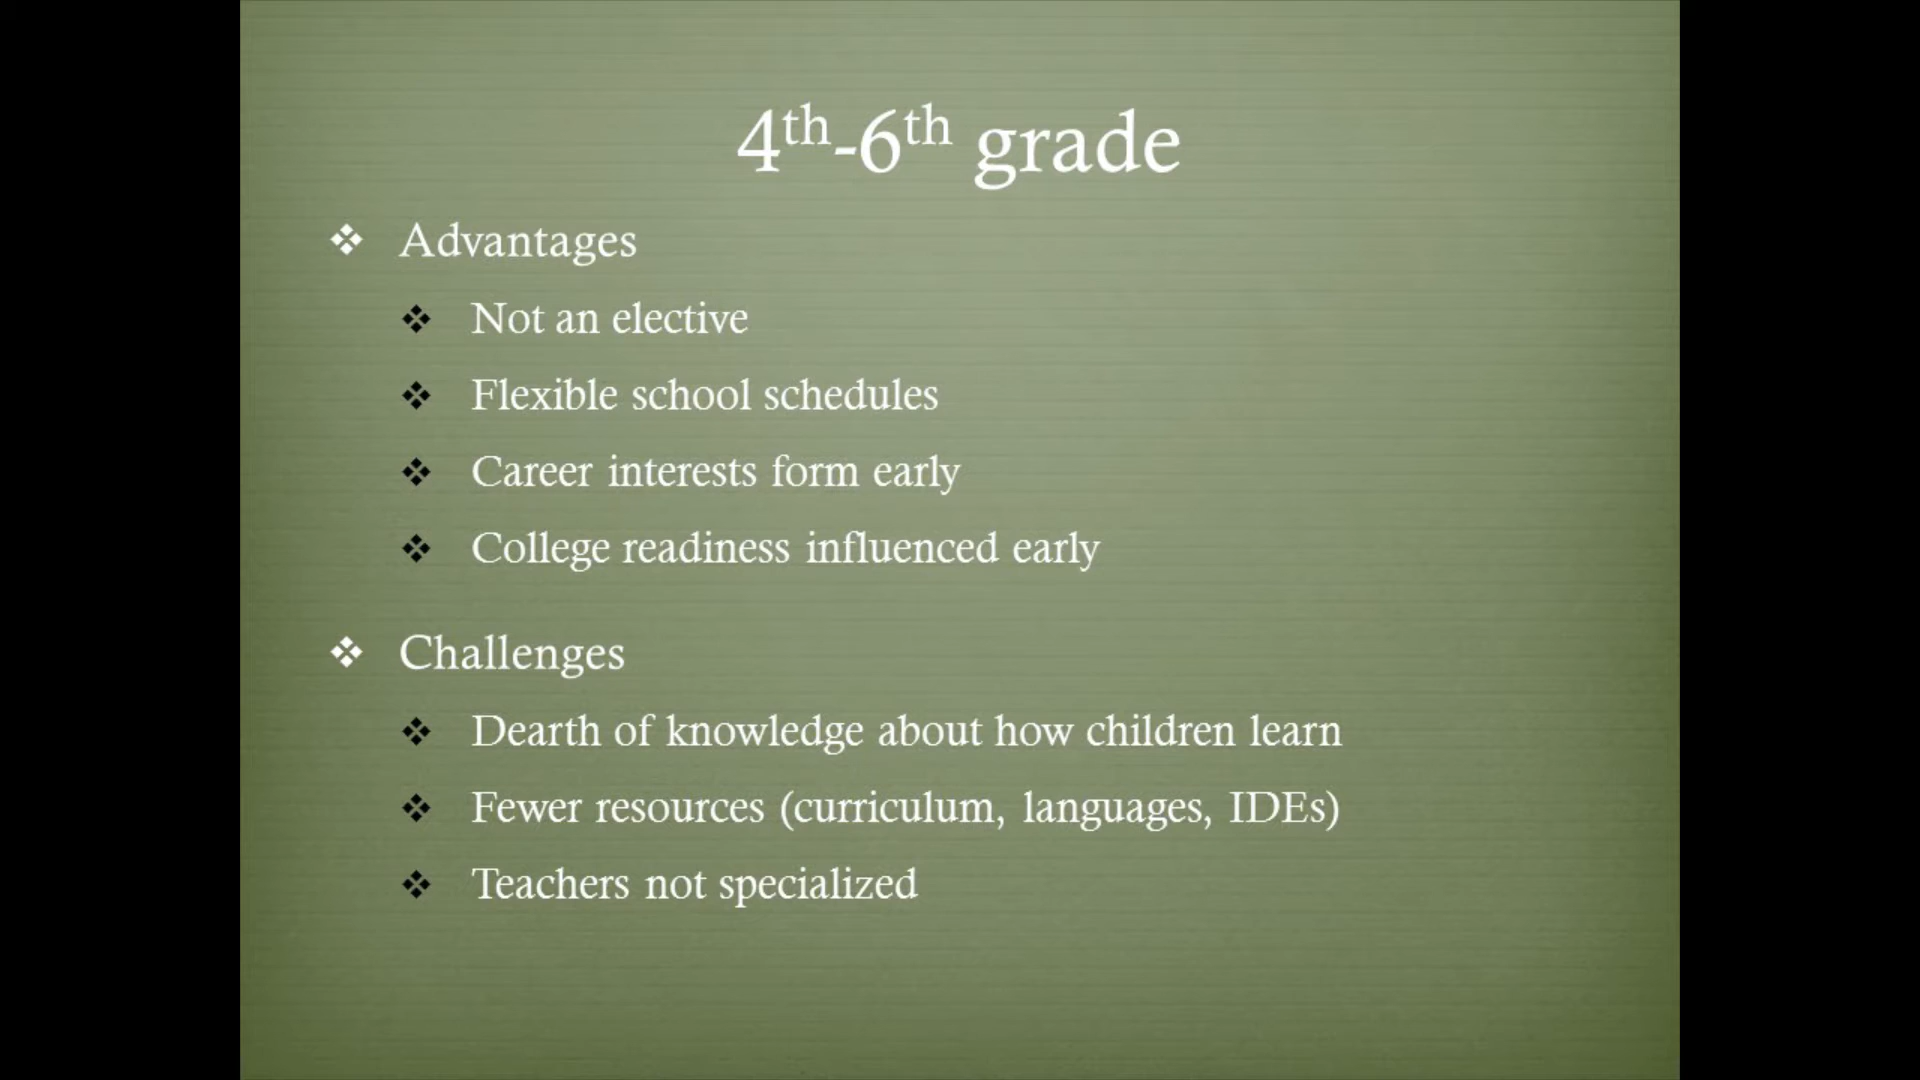 4th-6th grade
Advantages
Not an elective
Flexible school schedules
Career interests form early
College readiness influenced early
Challenges
Dearth of knowledge about how children learn
Fewer resources (curriculum, languages, IDEs)
Teachers not specialized